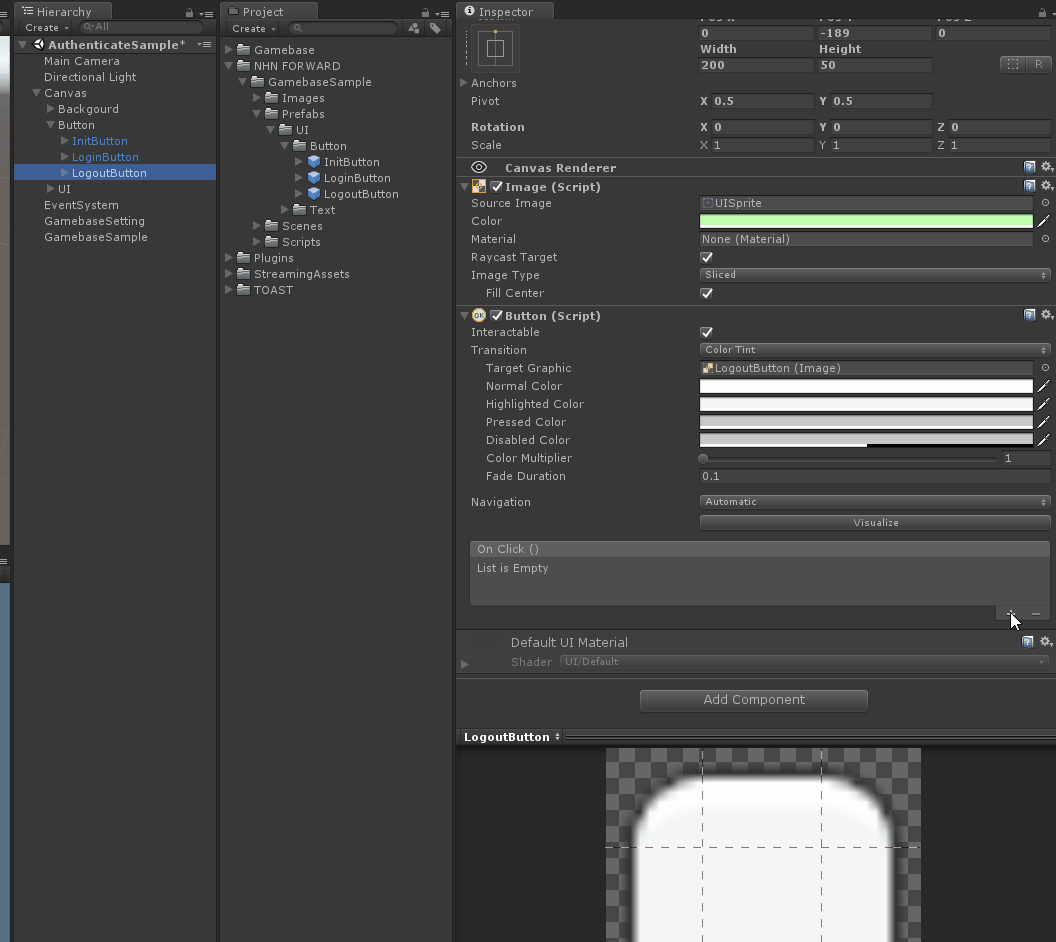 Hierarchy
Create
All
AuthenticateSample*
Main Camera
Directional Light
Canvas
Backgourd
Button
InitButton
LoginButton
LogoutButton
UI
EventSystem
GamebaseSetting
GamebaseSample
Project
Create
Gamebase
NHN FORWARD
GamebaseSample
Images
Prefabs
UI
Button
InitButton
LoginButton
LogoutButton
Text
Scenes
Scripts
Plugins
StreamingAssets
TOAST
Inspector
0 -189 0
Width Height
200 50 R
Anchors
Pivot X 0.5 Y 0.5
Rotation X 0 Y 0 Z 0
Scale X 1 Y 1 Z 1
Canvas Renderer
Image (Script)
Source Image UISprite
Color
Material None (Material)
Raycast Target
Image Type Sliced
Fill Center
OK Button (Script)
Interactable
Transition Color Tint
Target Graphic LogoutButton (Image)
Normal Color
Highlighted Color
Pressed Color
Disabled Color
Color Multiplier 1
Fade Duration 0.1
Navigation Automatic
Visualize
On Click ()
List is Empty
Default UI Material
Shader UI/Default
Add Component
LogoutButton